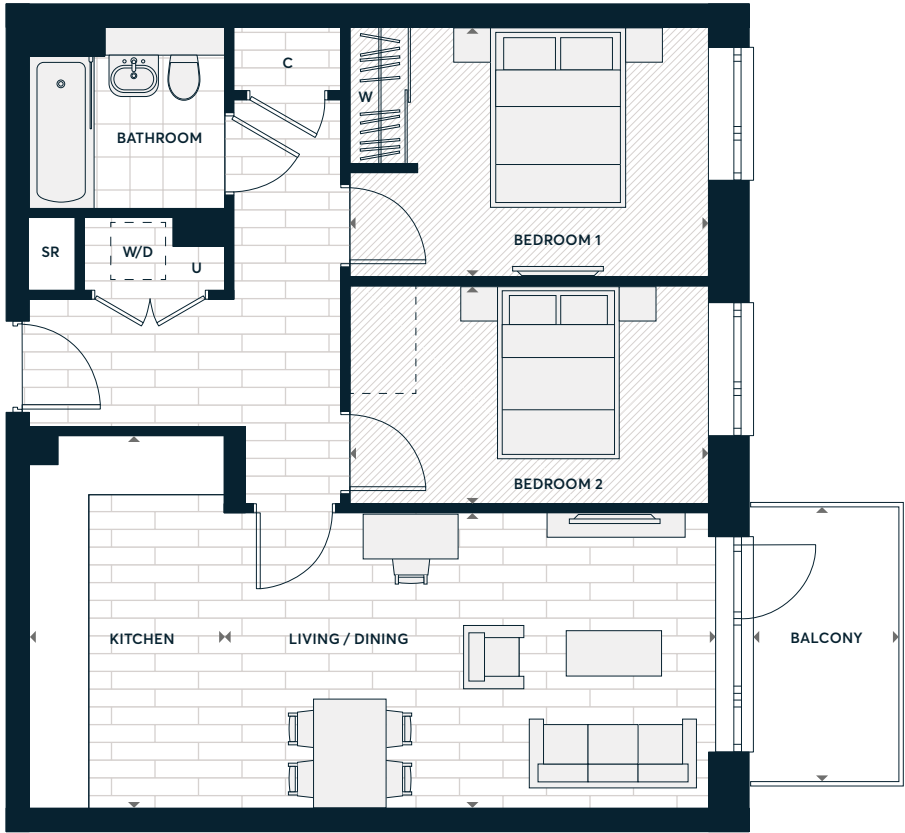 C
W
BATHROOM
BEDROOM 1
SR
W/D
U
BEDROOM 2
KITCHEN
LIVING / DINING
BALCONY